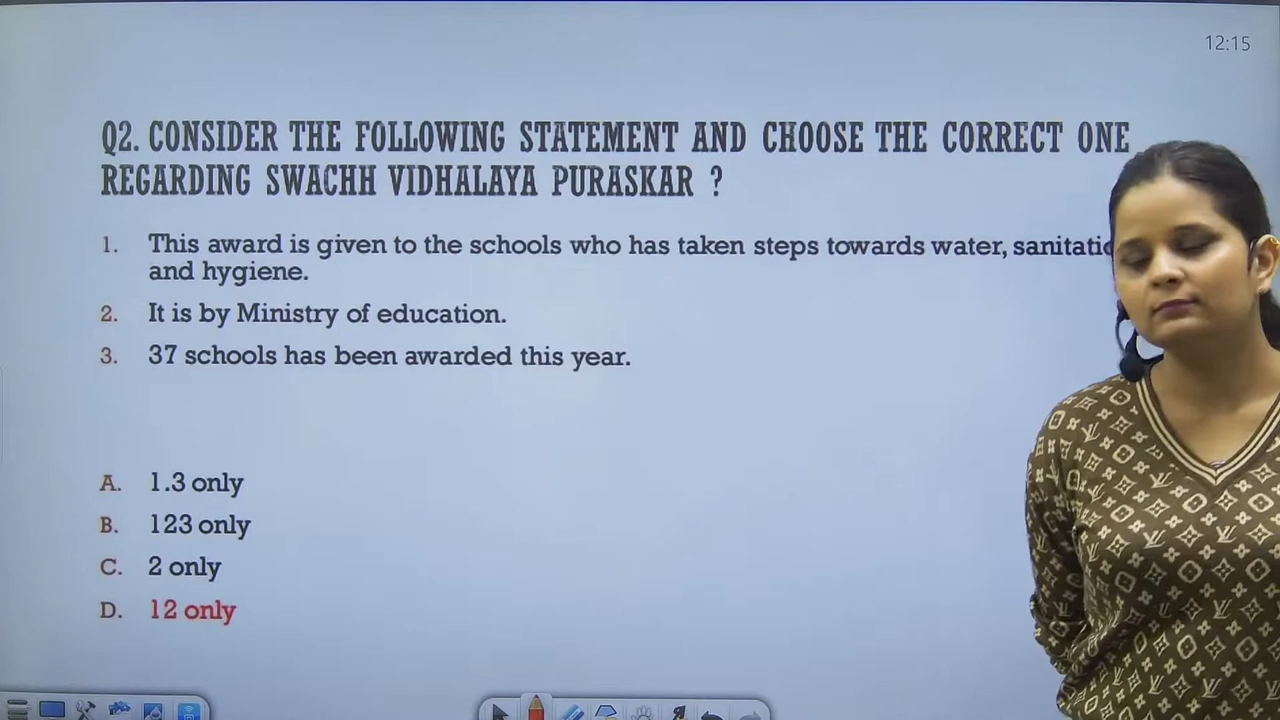 12:15
Q2. CONSIDER THE FOLLOWING STATEMENT AND CHOOSE THE CORRECT ONE
REGARDING SWACHH VIDHALAYA PURASKAR ?
1. This award is given to the schools who has taken steps towards water,
and hygiene.
2. It is by Ministry of education.
3. 37 schools has been awarded this year.
A. 1.3 only
B. 123 only
C. 2 only
D. 12 only